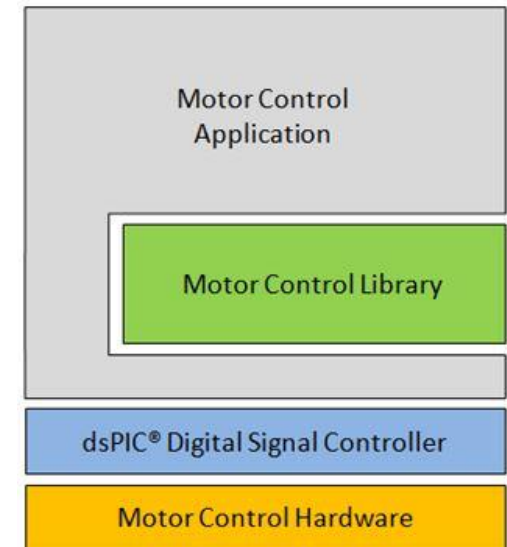 Motor Control
Application
Motor Control Library
dsPIC® Digital Signal Controller
Motor Control Hardware